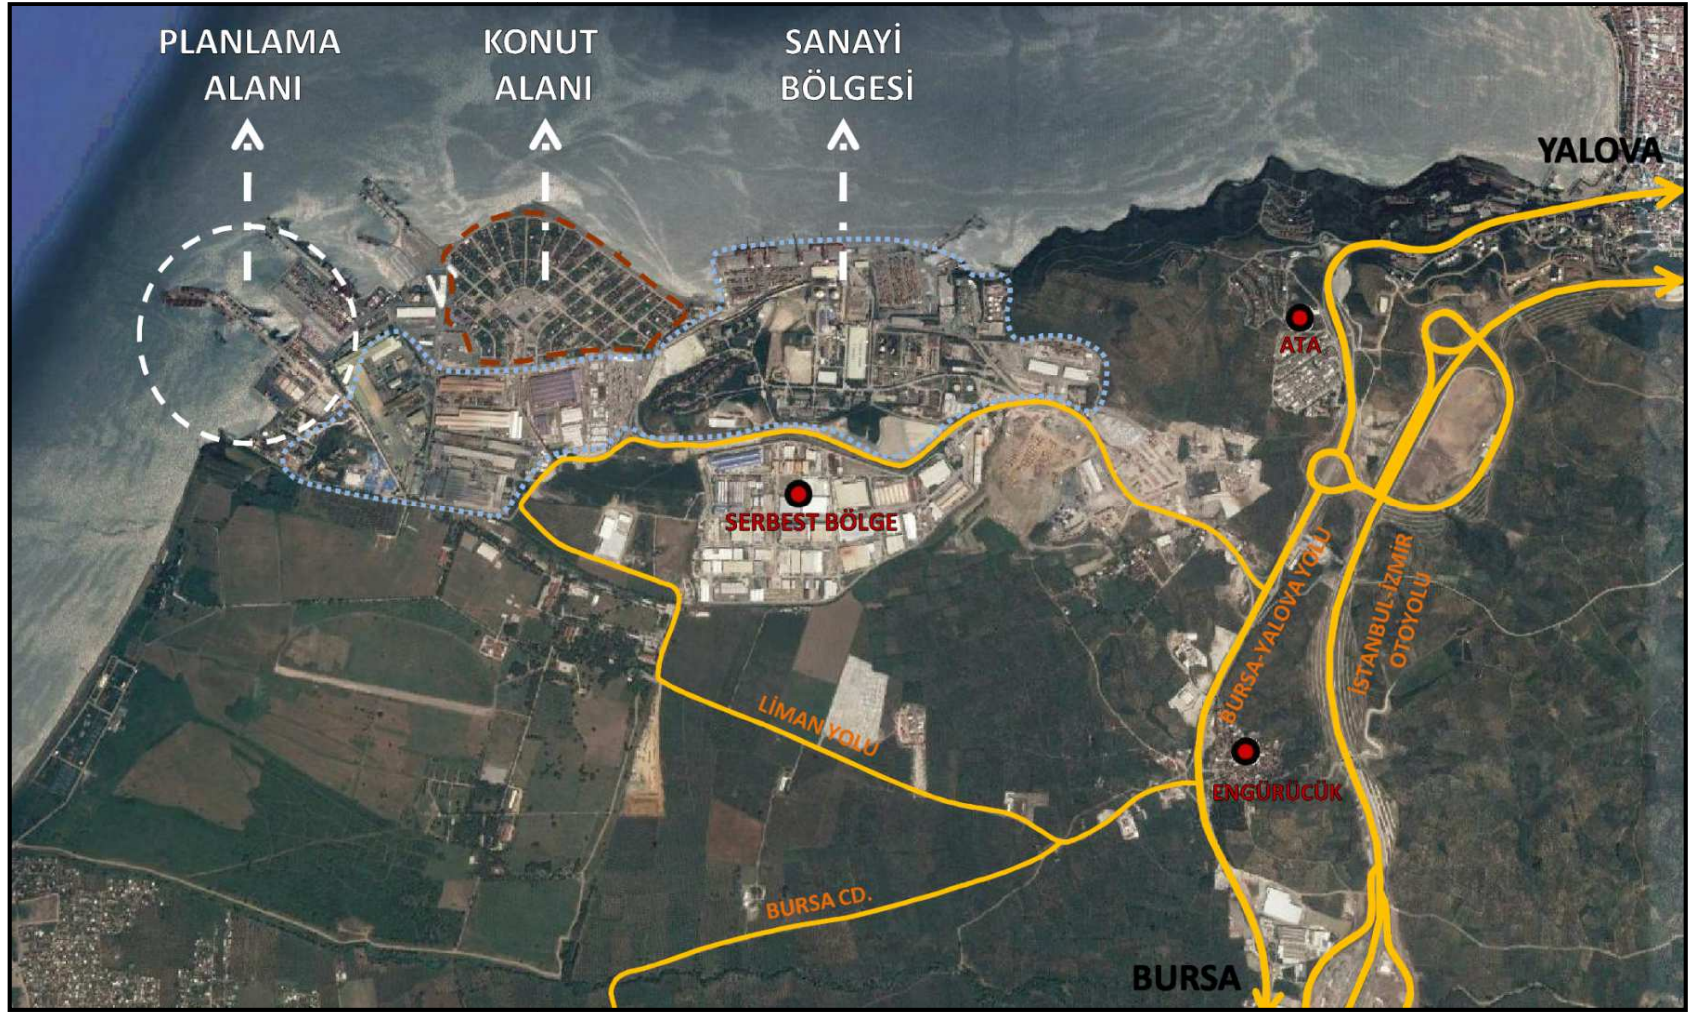 PLANLAMA
ALANI
KONUT
ALANI
SANAYİ
BÖLGESİ
YALOVA
ATA
SERBEST BÖLGE
BURSA-YALOVA YOLU
İSTANBUL-İZMİR
OTOYOLU
LİMAN YOLU
ENGÜRÜCÜK
BURSA CD.
BURSA